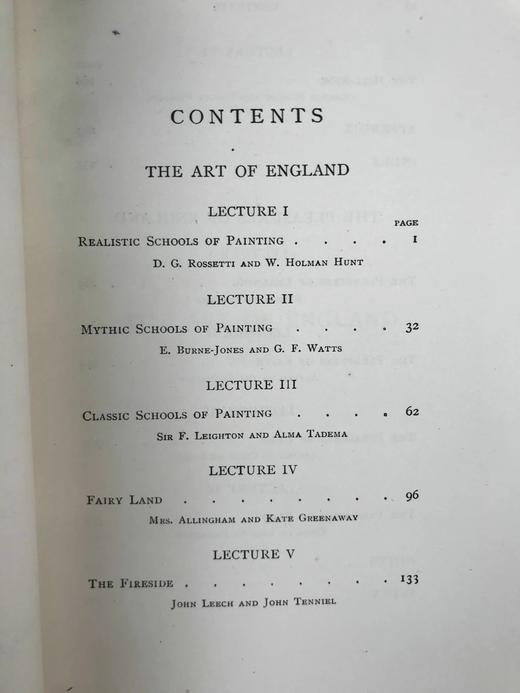 CONTENTS
THE ART OF ENGLAND
LECTURE I
PAGE
REALISTIC SCHOOLS OF PAINTING . . . . 1
D. G. ROSSETTI AND W. HOLMAN HUNT
LECTURE II
MYTHIC SCHOOLS OF PAINTING . . . . 32
E. BURNE-JONES AND G. F. WATTS
LECTURE III
CLASSIC SCHOOLS OF PAINTING . . . . 62
SIR F. LEIGHTON AND ALMA TADEMA
LECTURE IV
FAIRY LAND . . . . . . . . 96
MRS. ALLINGHAM AND KATE GREENAWAY
LECTURE V
THE FIRESIDE . . . . . . . . 133
JOHN LEECH AND JOHN TENNIEL